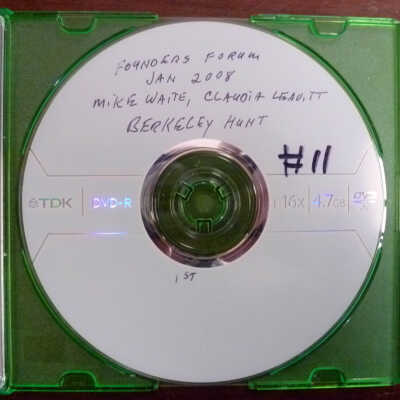 FOUNDERS FORUM
JAN 2008
MIKE WAITE, CLAUDIA LEAVITT
BERKELEY HUNT
#11
TDK DVD-R 16X 4.7GB
1ST